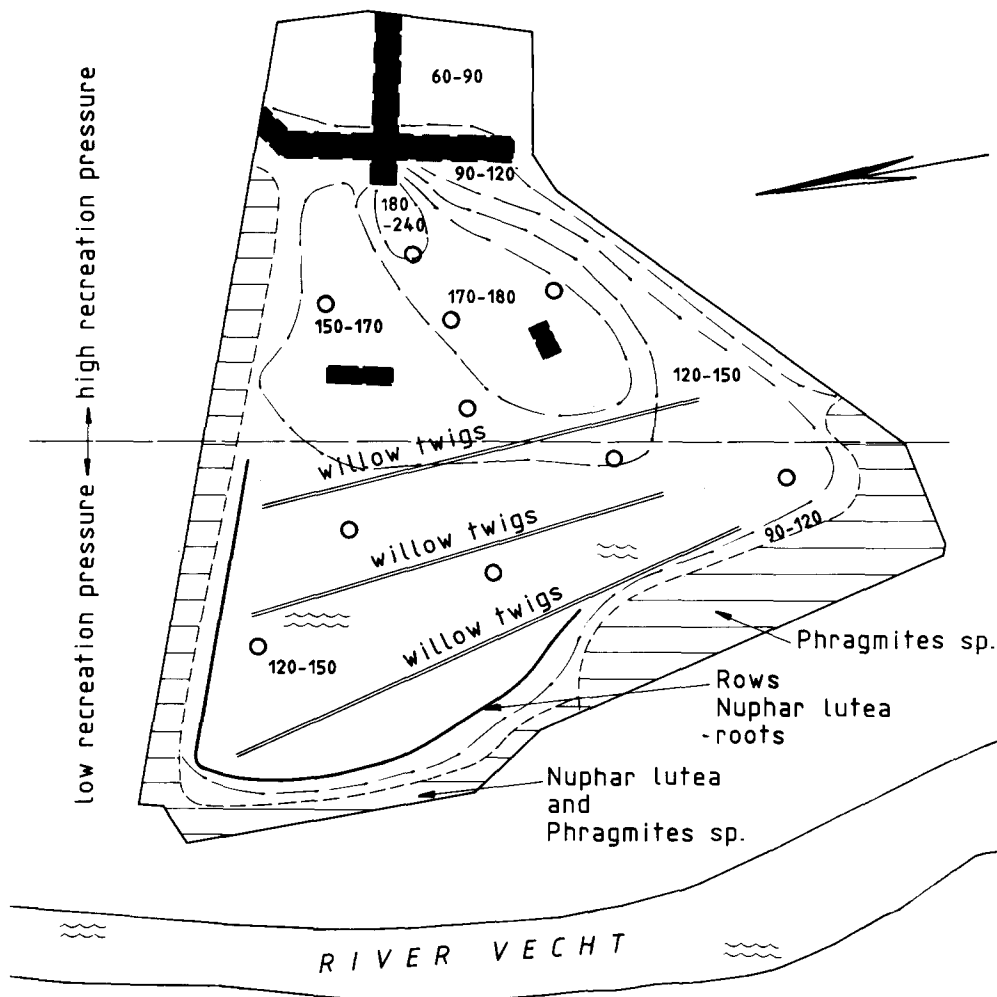 60-90
90-120
180
-240
170-180
150-170
120-150
high recreation pressure
low recreation pressure
willow twigs
willow twigs
willow twigs
90-120
120-150
Phragmites sp.
Rows
Nuphar lutea
-roots
Nuphar lutea
and
Phragmites sp.
RIVER VECHT